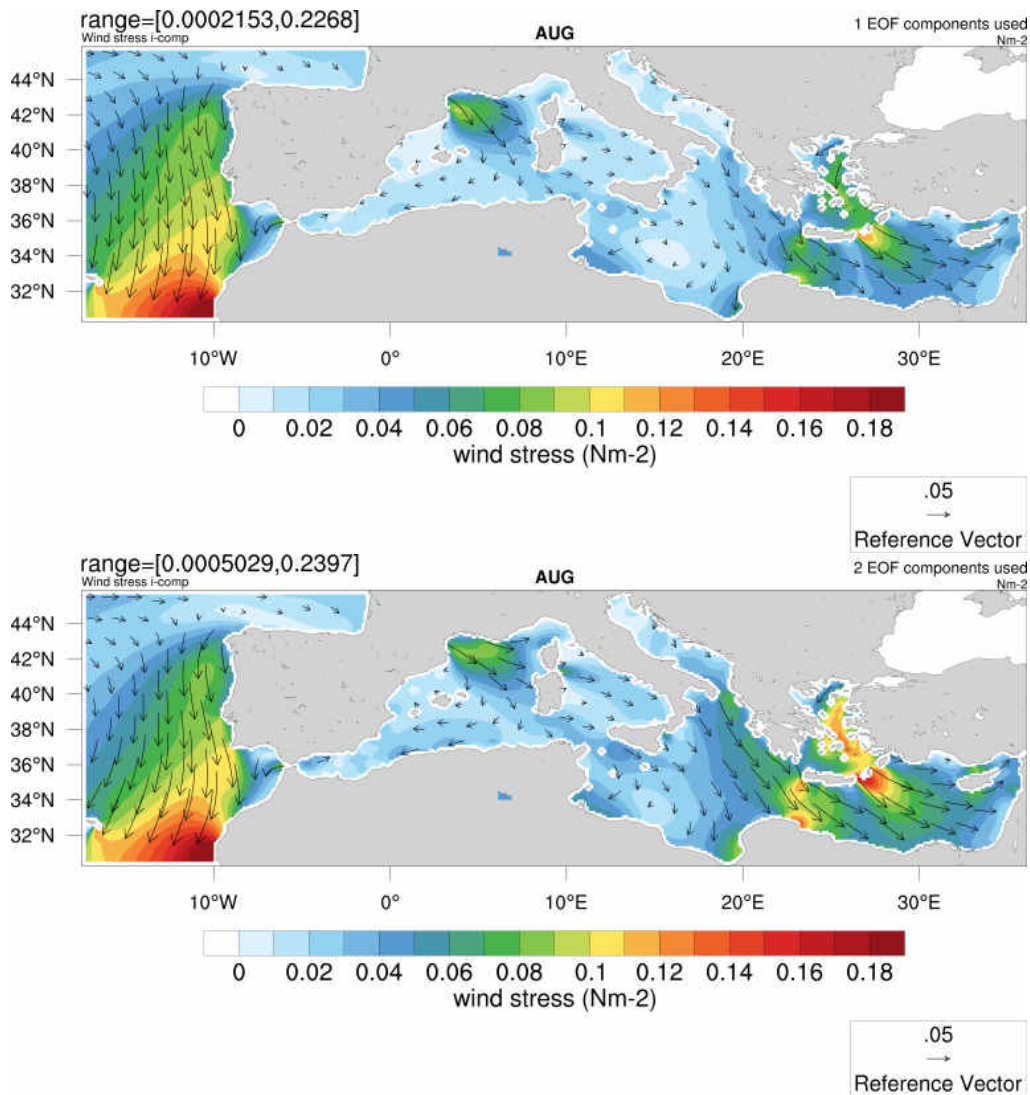 range=[0.0002153,0.2268]
Wind stress i-comp
AUG
1 EOF components used
Nm-2
44°N
42°N
40°N
38°N
36°N
34°N
32°N
10°W 0° 10°E 20°E 30°E
0 0.02 0.04 0.06 0.08 0.1 0.12 0.14 0.16 0.18
wind stress (Nm-2)
.05
Reference Vector
range=[0.0005029,0.2397]
Wind stress i-comp
AUG
2 EOF components used
Nm-2
44°N
42°N
40°N
38°N
36°N
34°N
32°N
10°W 0° 10°E 20°E 30°E
0 0.02 0.04 0.06 0.08 0.1 0.12 0.14 0.16 0.18
wind stress (Nm-2)
.05
Reference Vector